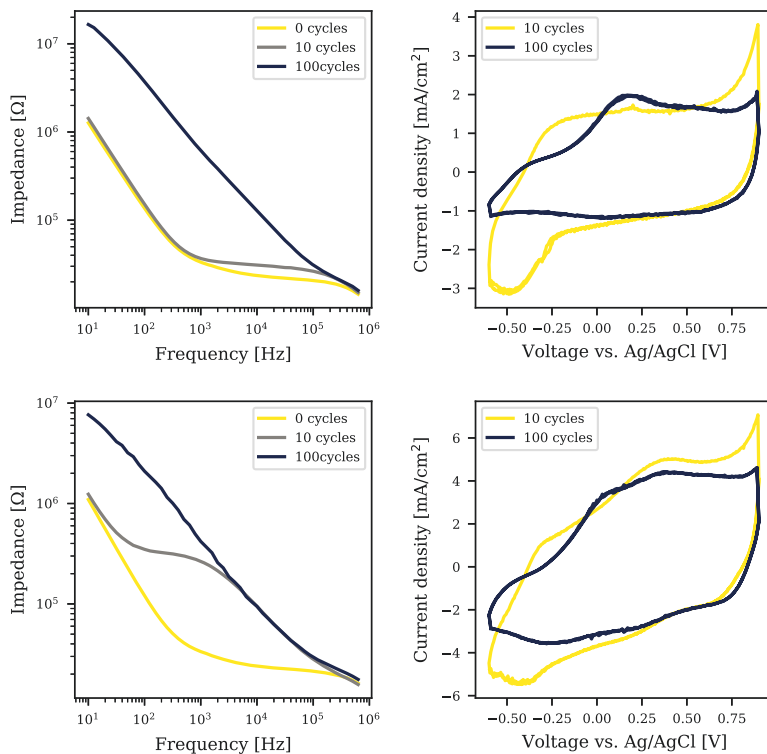 0 cycles
10 cycles
100cycles
10⁷
10⁶
10⁵
Impedance [Ω]
10¹ 10² 10³ 10⁴ 10⁵ 10⁶
Frequency [Hz]
10 cycles
100 cycles
4
3
2
1
0
−1
−2
−3
Current density [mA/cm²]
−0.50 −0.25 0.00 0.25 0.50 0.75
Voltage vs. Ag/AgCl [V]
0 cycles
10 cycles
100cycles
10⁷
10⁶
10⁵
Impedance [Ω]
10¹ 10² 10³ 10⁴ 10⁵ 10⁶
Frequency [Hz]
10 cycles
100 cycles
6
4
2
0
−2
−4
−6
Current density [mA/cm²]
−0.50 −0.25 0.00 0.25 0.50 0.75
Voltage vs. Ag/AgCl [V]